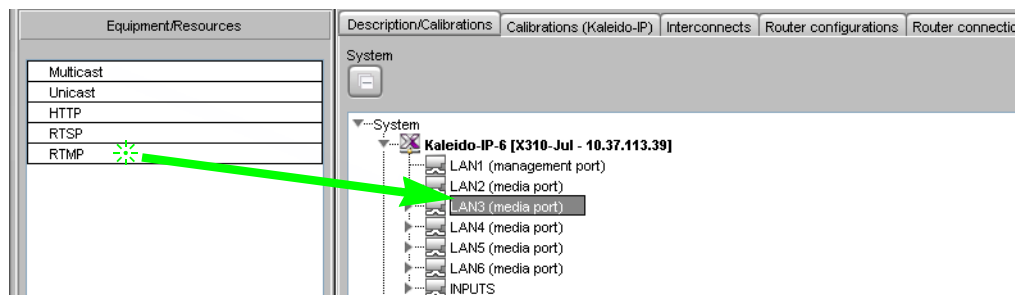 Equipment/Resources
Multicast
Unicast
HTTP
RTSP
RTMP
Description/Calibrations Calibrations (Kaleido-IP) Interconnects Router configurations Router connectio
System
System
Kaleido-IP-6 [X310-Jul - 10.37.113.39]
LAN1 (management port)
LAN2 (media port)
LAN3 (media port)
LAN4 (media port)
LAN5 (media port)
LAN6 (media port)
INPUTS